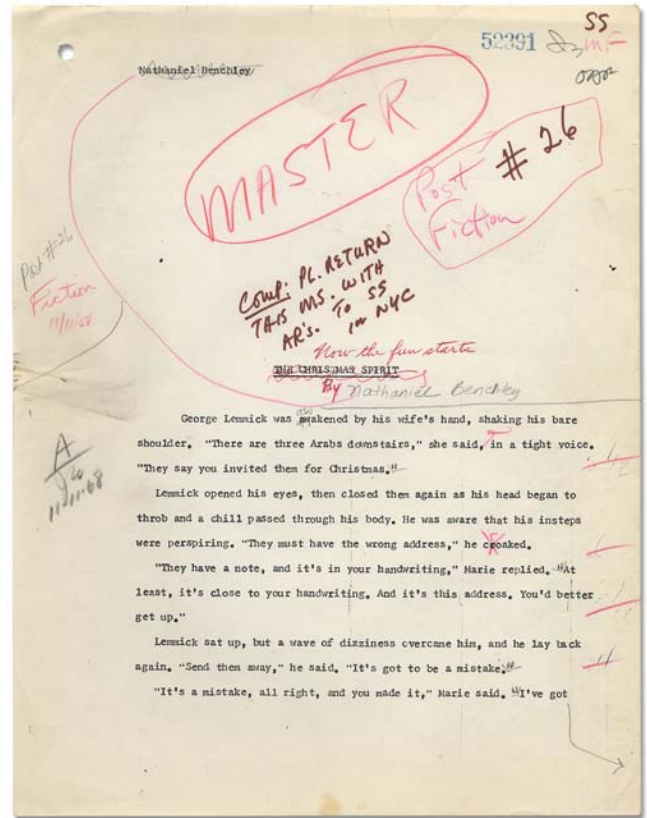 SS
52391
MF
Nathaniel Benchley
MASTER
Post # 26
Fiction
Post #26
Fiction
11/11/68
Comp: PL. RETURN
THIS MS. WITH
AR's. TO SS
in NYC
Now the fun starts
THE CHRISTMAS SPIRIT
By Nathaniel Benchley
George Lemmick was awakened by his wife's hand, shaking his bare
shoulder. "There are three Arabs downstairs," she said, in a tight voice.
"They say you invited them for Christmas."
A
26
11-11-68
Lemmick opened his eyes, then closed them again as his head began to
throb and a chill passed through his body. He was aware that his insteps
were perspiring. "They must have the wrong address," he croaked.
"They have a note, and it's in your handwriting," Marie replied. "At
least, it's close to your handwriting. And it's this address. You'd better
get up."
Lemmick sat up, but a wave of dizziness overcame him, and he lay back
again. "Send them away," he said. "It's got to be a mistake."
"It's a mistake, all right, and you made it," Marie said. "I've got